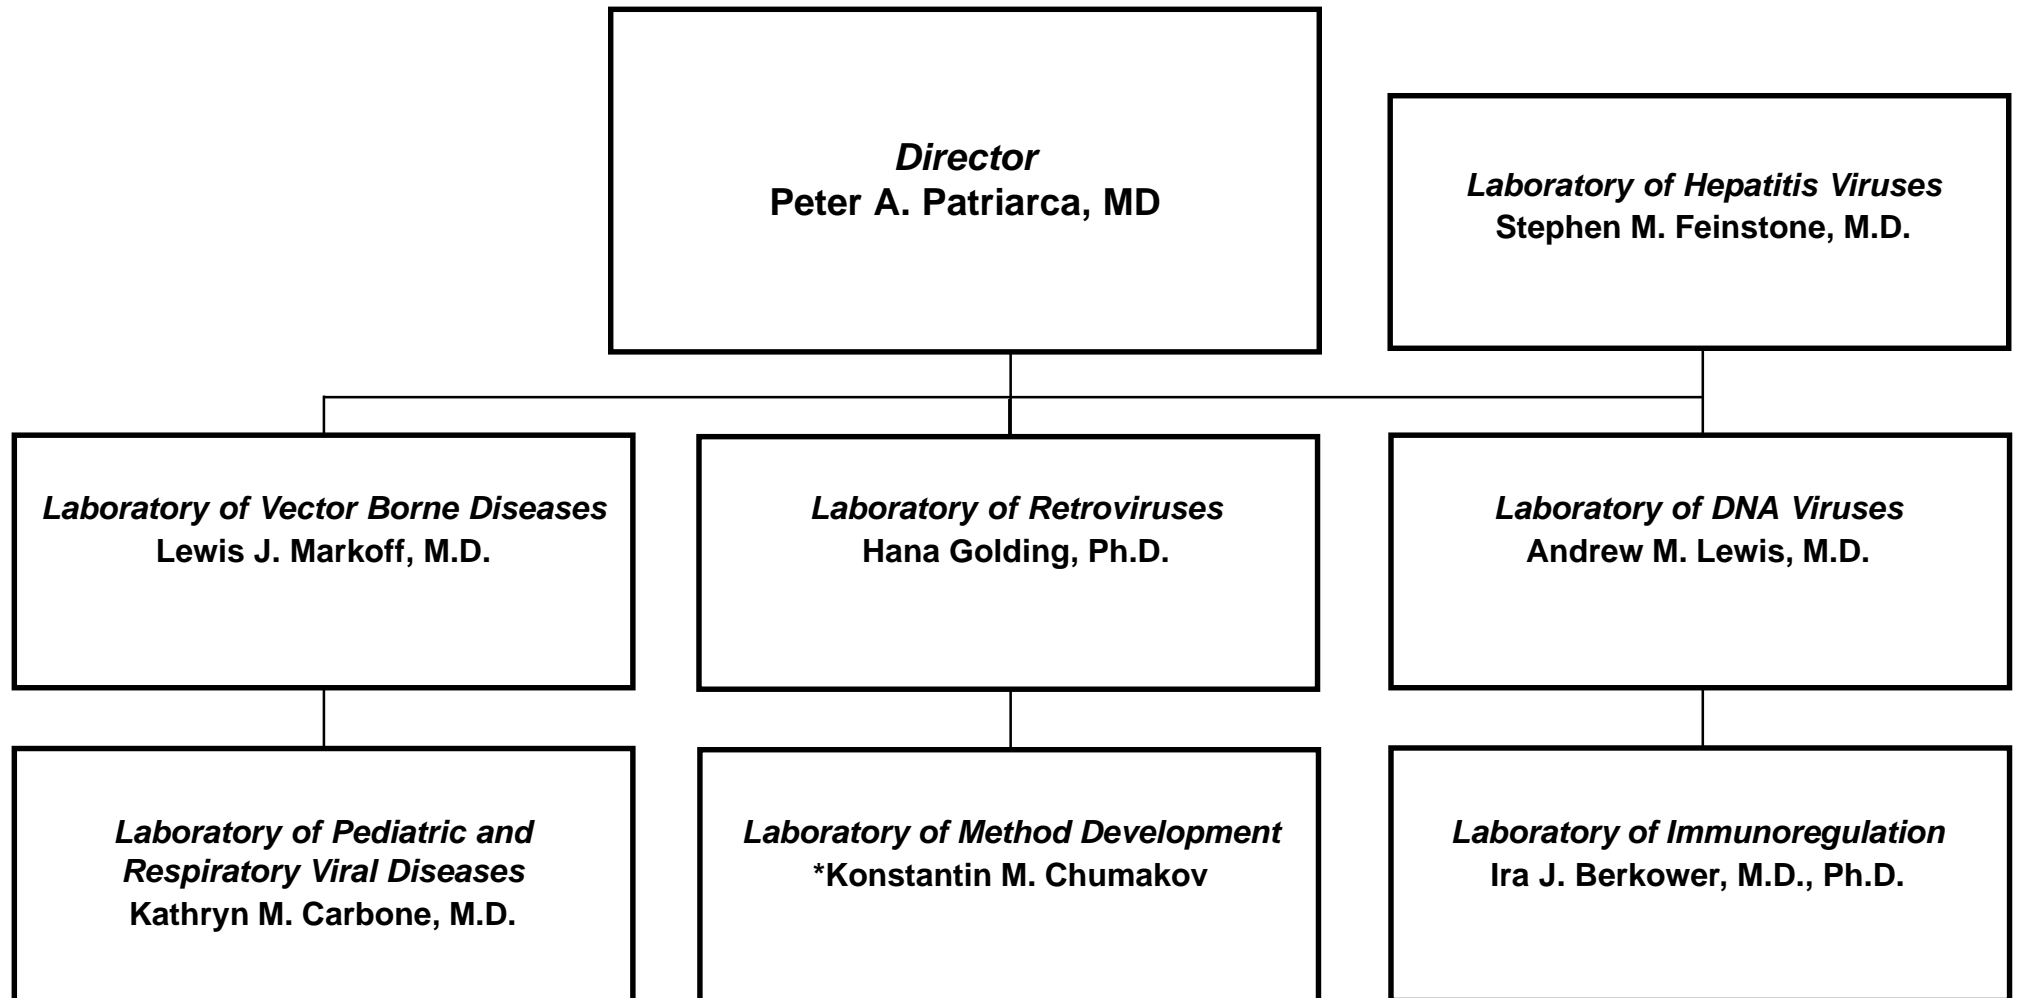 Director
Peter A. Patriarca, MD
Laboratory of Hepatitis Viruses
Stephen M. Feinstone, M.D.
Laboratory of Vector Borne Diseases
Lewis J. Markoff, M.D.
Laboratory of Retroviruses
Hana Golding, Ph.D.
Laboratory of DNA Viruses
Andrew M. Lewis, M.D.
Laboratory of Pediatric and
Respiratory Viral Diseases
Kathryn M. Carbone, M.D.
Laboratory of Method Development
*Konstantin M. Chumakov
Laboratory of Immunoregulation
Ira J. Berkower, M.D., Ph.D.